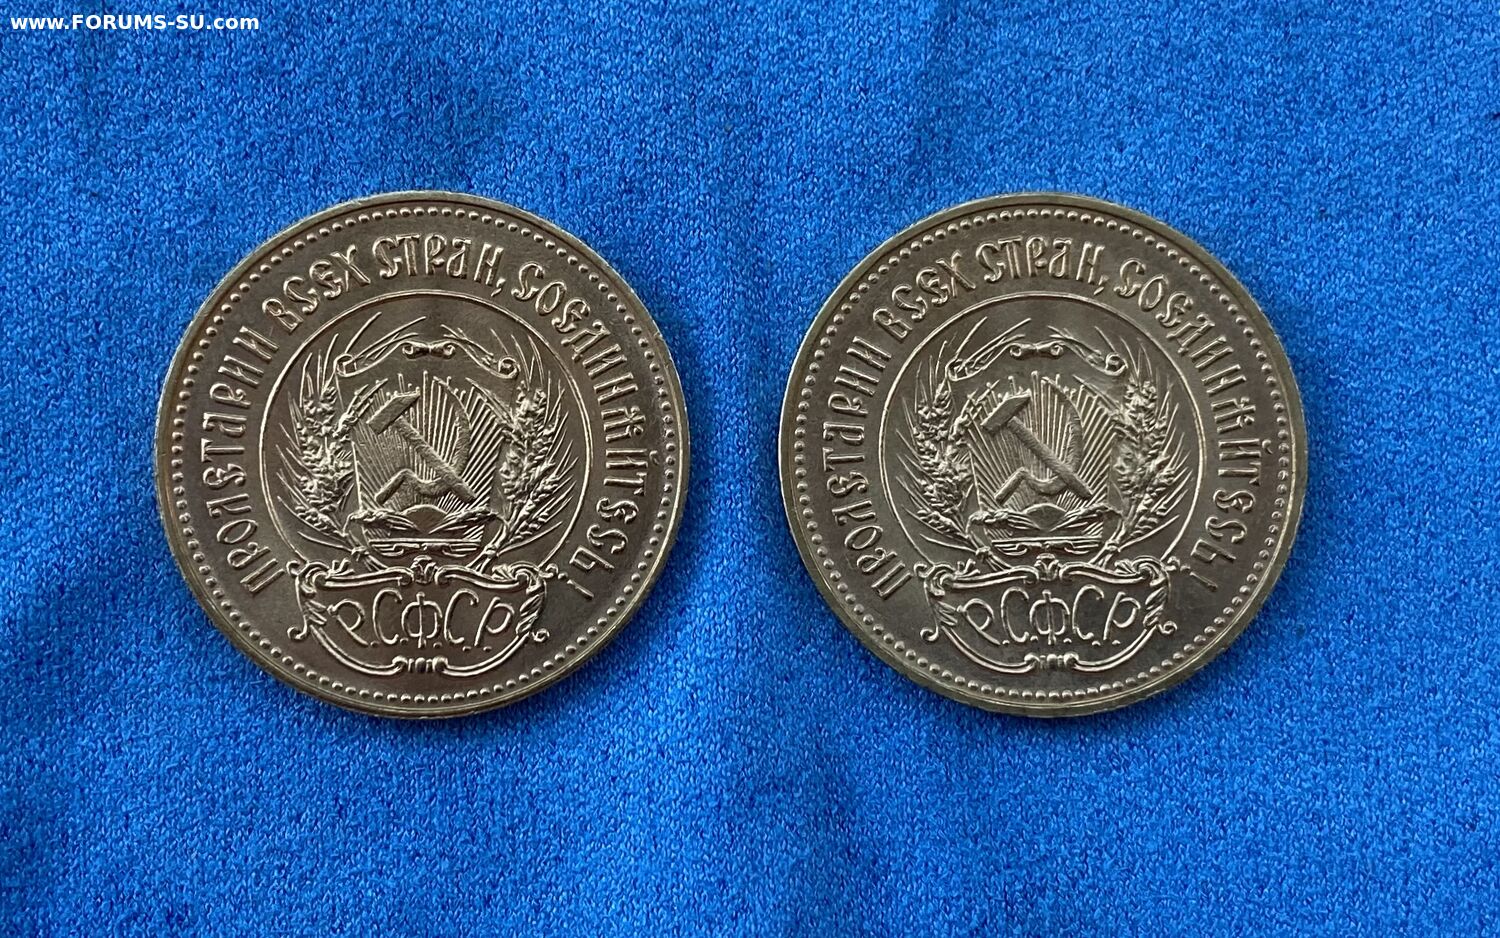 www.FORUMS-SU.com
ПРОЛЕТАРИИ ВСЕХ СТРАН, СОЕДИНЯЙТЕСЬ!
Р.С.Ф.С.Р.
ПРОЛЕТАРИИ ВСЕХ СТРАН, СОЕДИНЯЙТЕСЬ!
Р.С.Ф.С.Р.